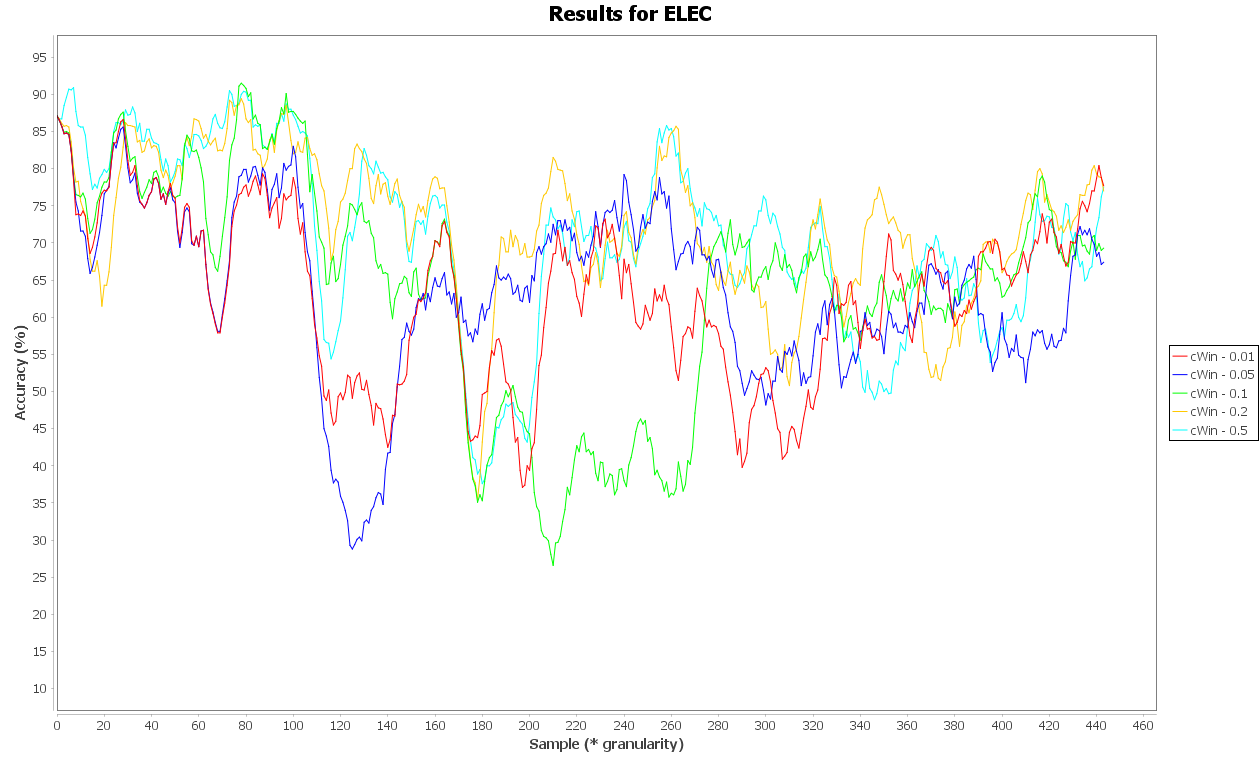 Results for ELEC
Accuracy (%)
95
90
85
80
75
70
65
60
55
50
45
40
35
30
25
20
15
10
0 20 40 60 80 100 120 140 160 180 200 220 240 260 280 300 320 340 360 380 400 420 440 460
Sample (* granularity)
cWin - 0.01
cWin - 0.05
cWin - 0.1
cWin - 0.2
cWin - 0.5